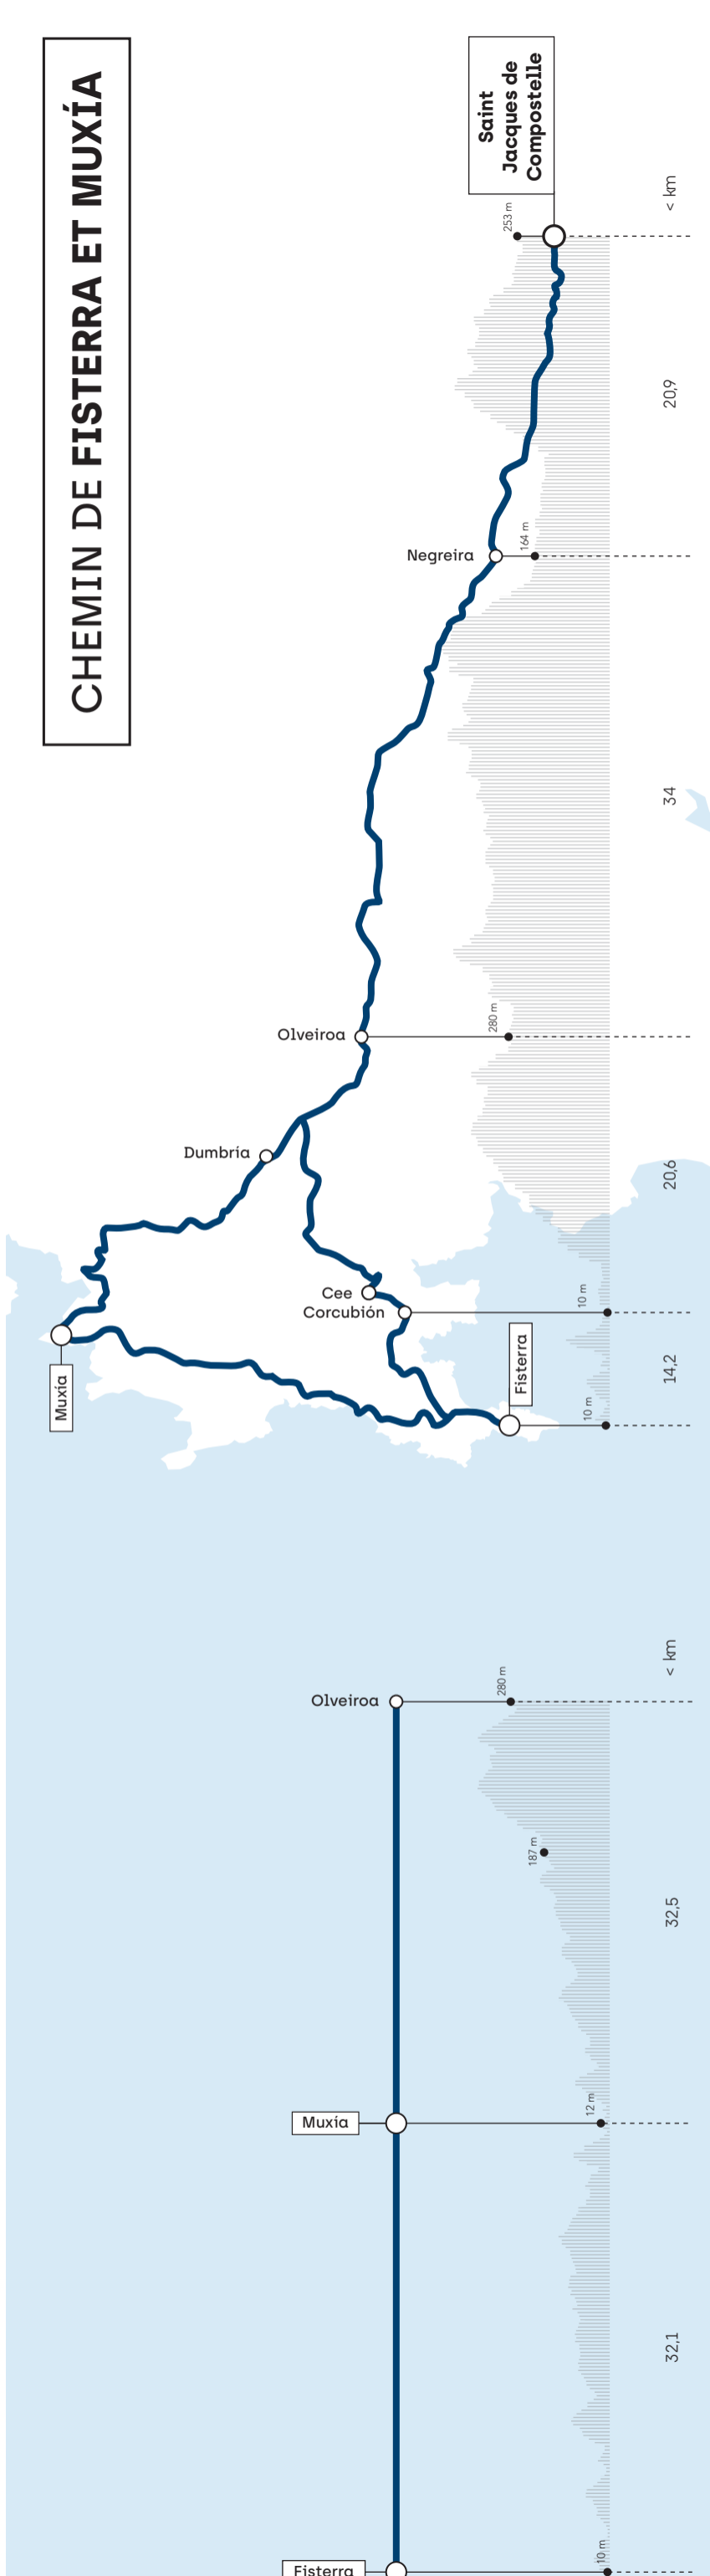 CHEMIN DE FISTERRA ET MUXÍA
Saint
Jacques de
Compostelle
< km
253 m
20,9
Negreira
164 m
34
Olveiroa
280 m
Dumbría
20,6
Cee
Corcubión
10 m
Muxía
Fisterra
14,2
10 m
< km
Olveiroa
280 m
187 m
32,5
Muxía
12 m
32,1
Fisterra
10 m